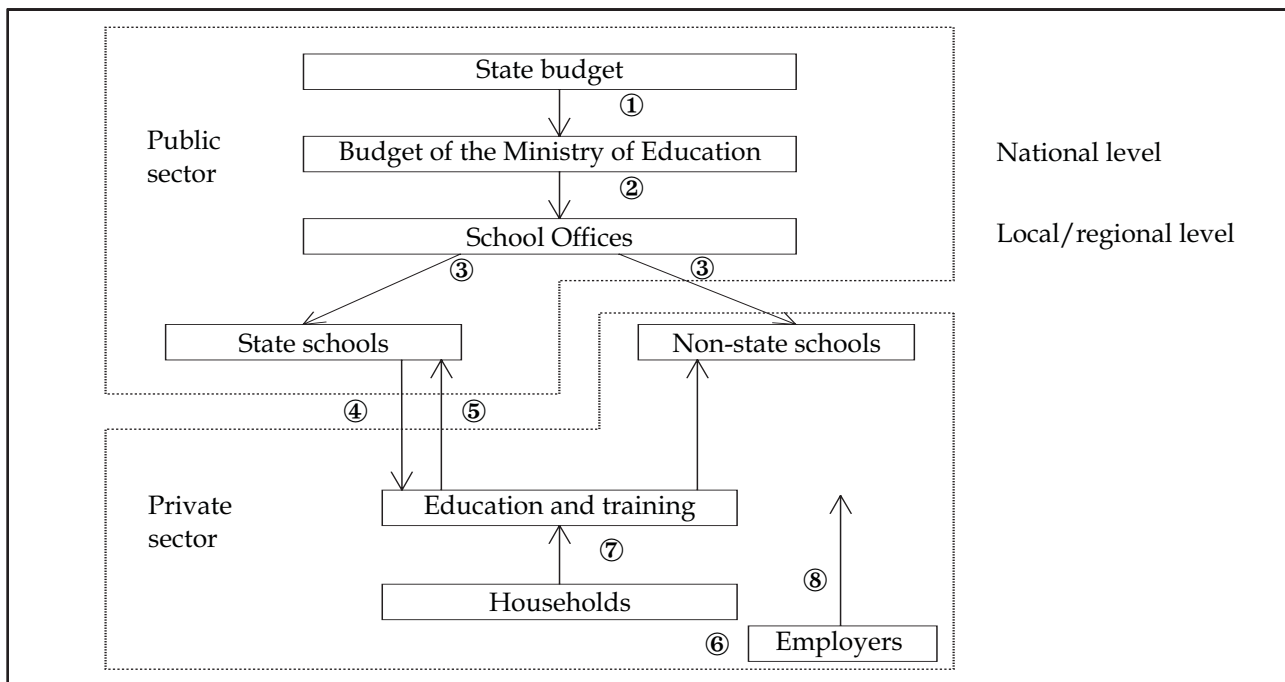 State budget
①
Public
sector
Budget of the Ministry of Education
National level
②
School Offices
Local/regional level
③
③
State schools
Non-state schools
④
⑤
Private
sector
Education and training
⑦
⑧
Households
⑥
Employers